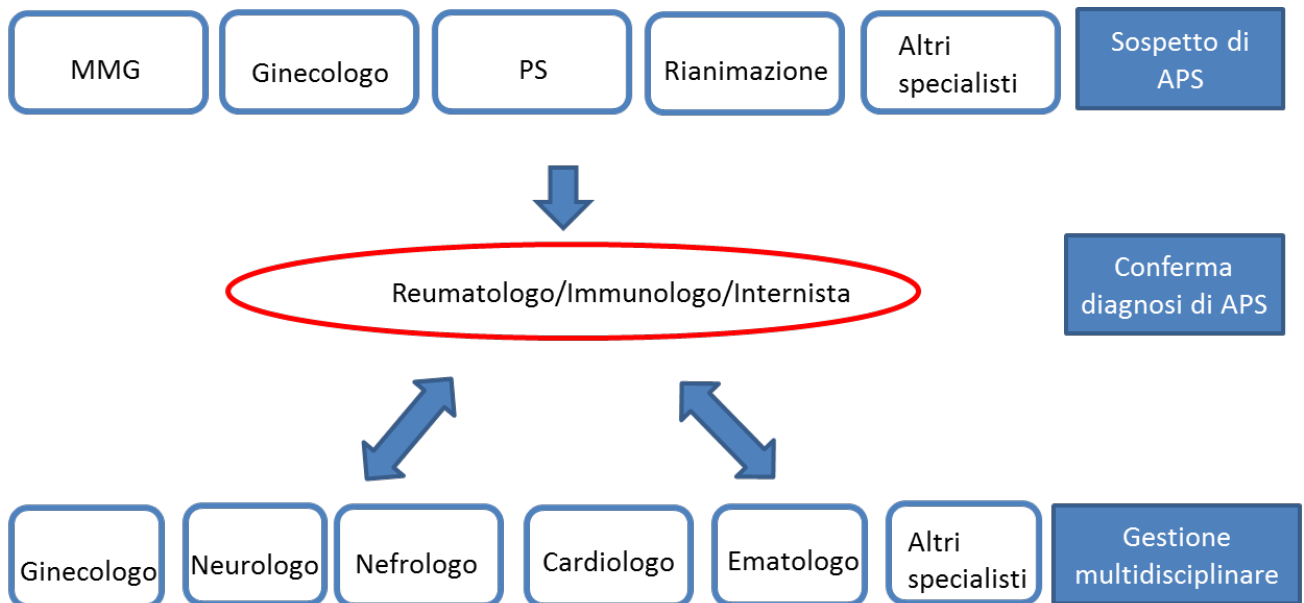 MMG
Ginecologo
PS
Rianimazione
Altri
specialisti
Sospetto di
APS
Reumatologo/Immunologo/Internista
Conferma
diagnosi di APS
Ginecologo
Neurologo
Nefrologo
Cardiologo
Ematologo
Altri
specialisti
Gestione
multidisciplinare